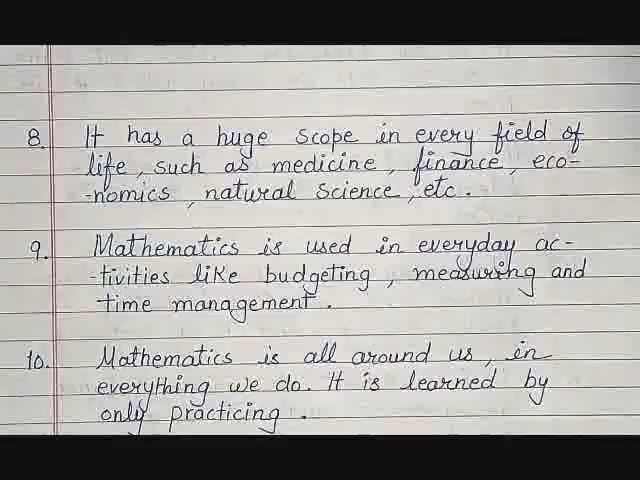 8. It has a huge scope in every field of
life, such as medicine, finance, eco-
-nomics, natural science, etc.
9. Mathematics is used in everyday ac-
-tivities like budgeting, measuring and
time management.
10. Mathematics is all around us, in
everything we do. It is learned by
only practicing.